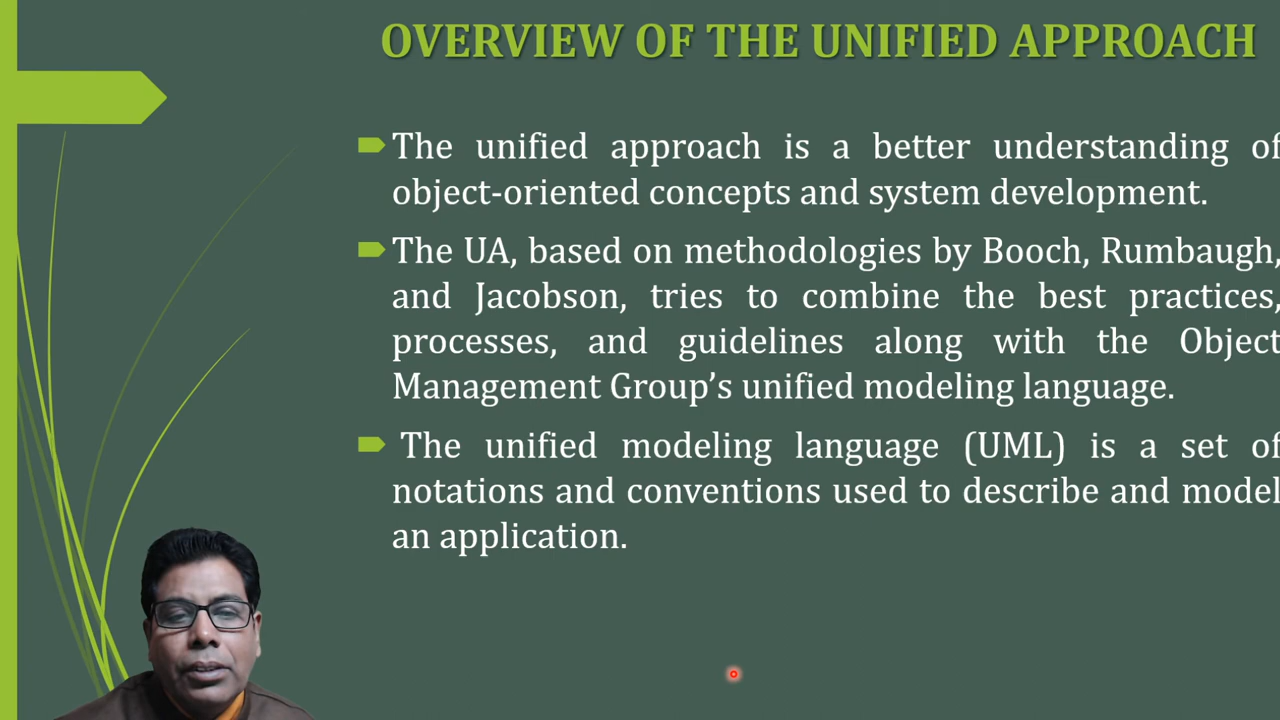 OVERVIEW OF THE UNIFIED APPROACH
The unified approach is a better understanding of
object-oriented concepts and system development.
The UA, based on methodologies by Booch, Rumbaugh,
and Jacobson, tries to combine the best practices,
processes, and guidelines along with the Object
Management Group’s unified modeling language.
The unified modeling language (UML) is a set of
notations and conventions used to describe and model
an application.